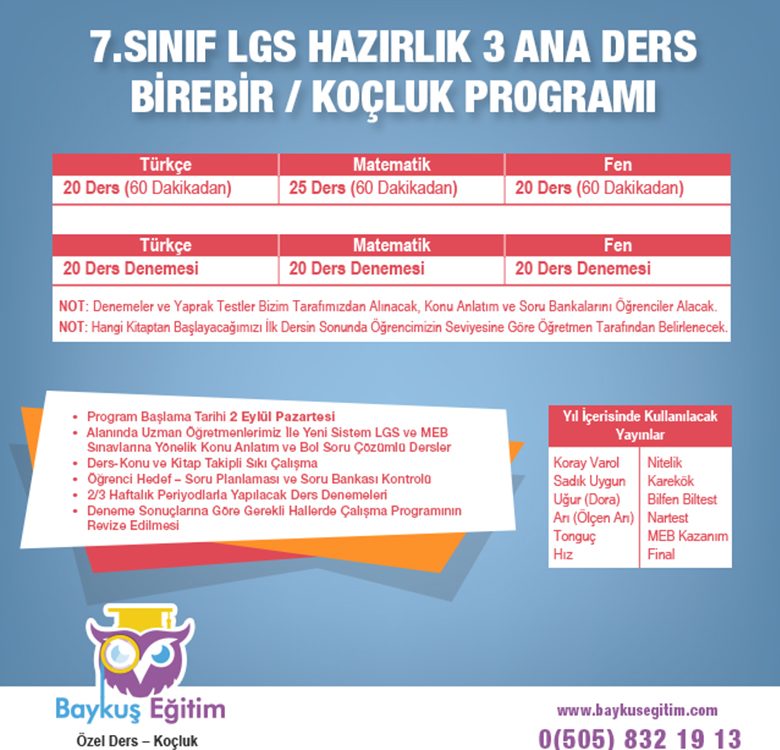 7.SINIF LGS HAZIRLIK 3 ANA DERS
BİREBİR / KOÇLUK PROGRAMI
Türkçe Matematik Fen
20 Ders (60 Dakikadan) 25 Ders (60 Dakikadan) 20 Ders (60 Dakikadan)
Türkçe Matematik Fen
20 Ders Denemesi 20 Ders Denemesi 20 Ders Denemesi
NOT: Denemeler ve Yaprak Testler Bizim Tarafımızdan Alınacak, Konu Anlatım ve Soru Bankalarını Öğrenciler Alacak.
NOT: Hangi Kitaptan Başlayacağımızı İlk Dersin Sonunda Öğrencimizin Seviyesine Göre Öğretmen Tarafından Belirlenecek.
• Program Başlama Tarihi 2 Eylül Pazartesi
• Alanında Uzman Öğretmenlerimiz İle Yeni Sistem LGS ve MEB
Sınavlarına Yönelik Konu Anlatım ve Bol Soru Çözümlü Dersler
• Ders-Konu ve Kitap Takipli Sıkı Çalışma
• Öğrenci Hedef – Soru Planlaması ve Soru Bankası Kontrolü
• 2/3 Haftalık Periyodlarla Yapılacak Ders Denemeleri
• Deneme Sonuçlarına Göre Gerekli Hallerde Çalışma Programının
Revize Edilmesi
Yıl İçerisinde Kullanılacak
Yayınlar
Koray Varol Nitelik
Sadık Uygun Karekök
Uğur (Dora) Bilfen Biltest
Arı (Ölçen Arı) Nartest
Tonguç MEB Kazanım
Hız Final
Baykuş Eğitim
Özel Ders – Koçluk
www.baykusegitim.com
0(505) 832 19 13